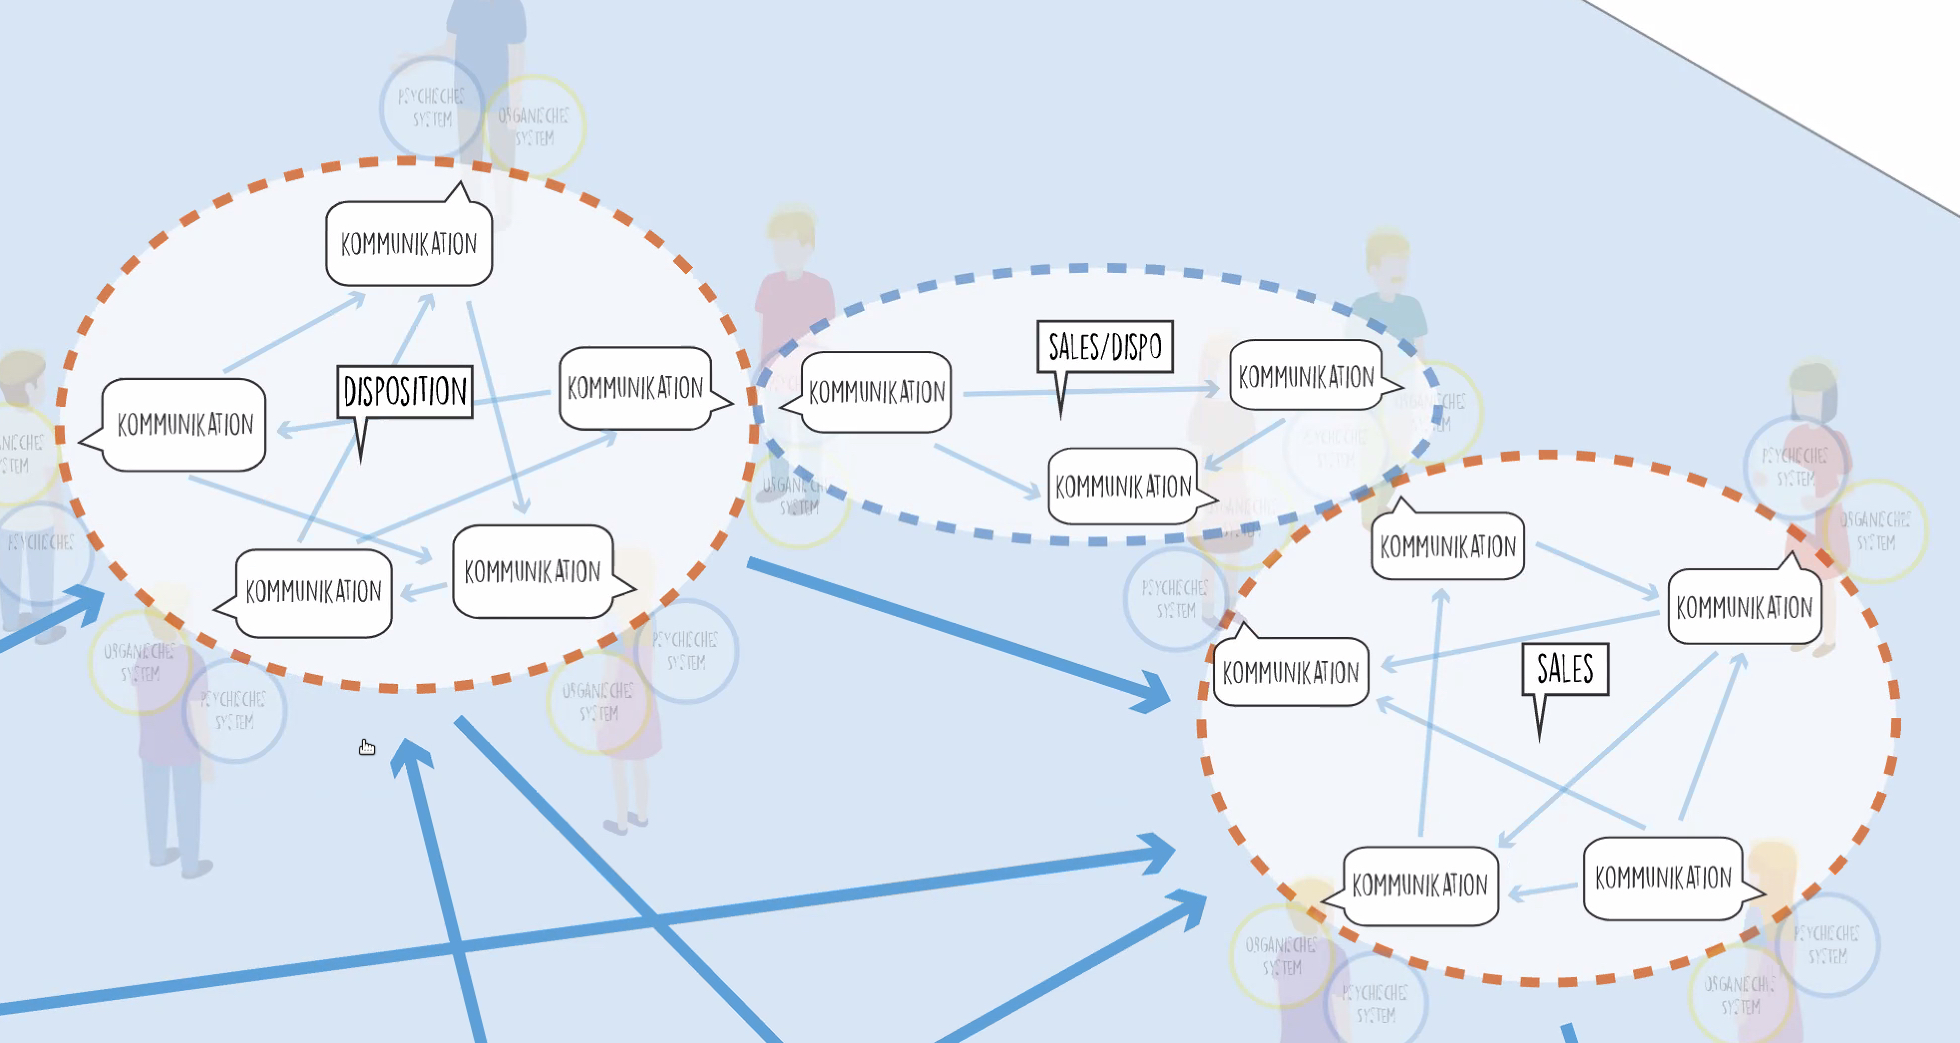 PSYCHISCHES
SYSTEM
ORGANISCHES
SYSTEM
KOMMUNIKATION
KOMMUNIKATION
DISPOSITION
KOMMUNIKATION
KOMMUNIKATION
KOMMUNIKATION
SYSTEM
PSYCHISCHES
ORGANISCHES
SYSTEM
PSYCHISCHES
SYSTEM
ORGANISCHES
SYSTEM
PSYCHISCHES
SYSTEM
SALES/DISPO
KOMMUNIKATION
KOMMUNIKATION
KOMMUNIKATION
SYSTEM
SYSTEM
PSYCHISCHES
SYSTEM
PSYCHISCHES
SYSTEM
PSYCHISCHES
SYSTEM
ORGANISCHES
SYSTEM
KOMMUNIKATION
KOMMUNIKATION
KOMMUNIKATION
SALES
KOMMUNIKATION
KOMMUNIKATION
ORGANISCHES
SYSTEM
PSYCHISCHES
SYSTEM
PSYCHISCHES
SYSTEM
ORGANISCHES
SYSTEM